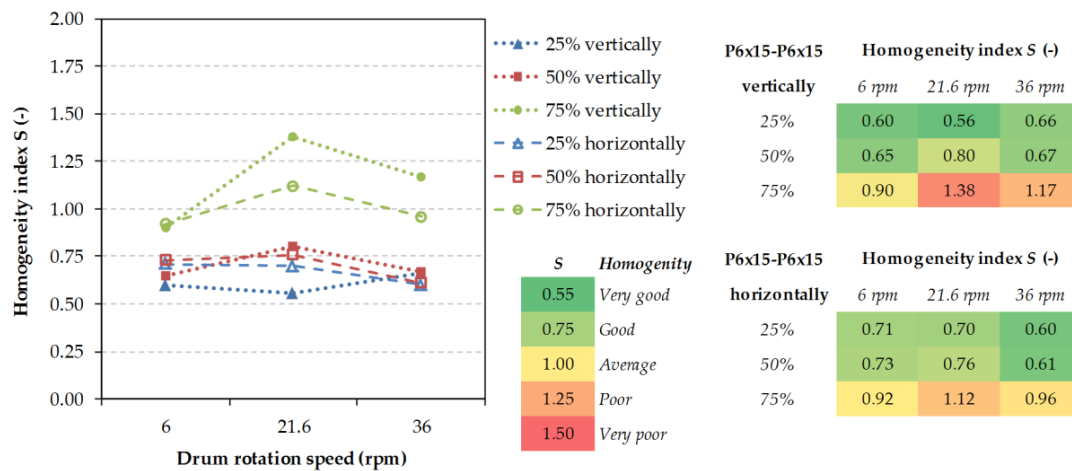 2.00
1.75
1.50
1.25
1.00
0.75
0.50
0.25
0.00
Homogeneity index S (-)
6 21.6 36
Drum rotation speed (rpm)
25% vertically
50% vertically
75% vertically
25% horizontally
50% horizontally
75% horizontally
S Homogenity
0.55 Very good
0.75 Good
1.00 Average
1.25 Poor
1.50 Very poor
P6x15-P6x15 Homogeneity index S (-)
vertically 6 rpm 21.6 rpm 36 rpm
25% 0.60 0.56 0.66
50% 0.65 0.80 0.67
75% 0.90 1.38 1.17
P6x15-P6x15 Homogeneity index S (-)
horizontally 6 rpm 21.6 rpm 36 rpm
25% 0.71 0.70 0.60
50% 0.73 0.76 0.61
75% 0.92 1.12 0.96